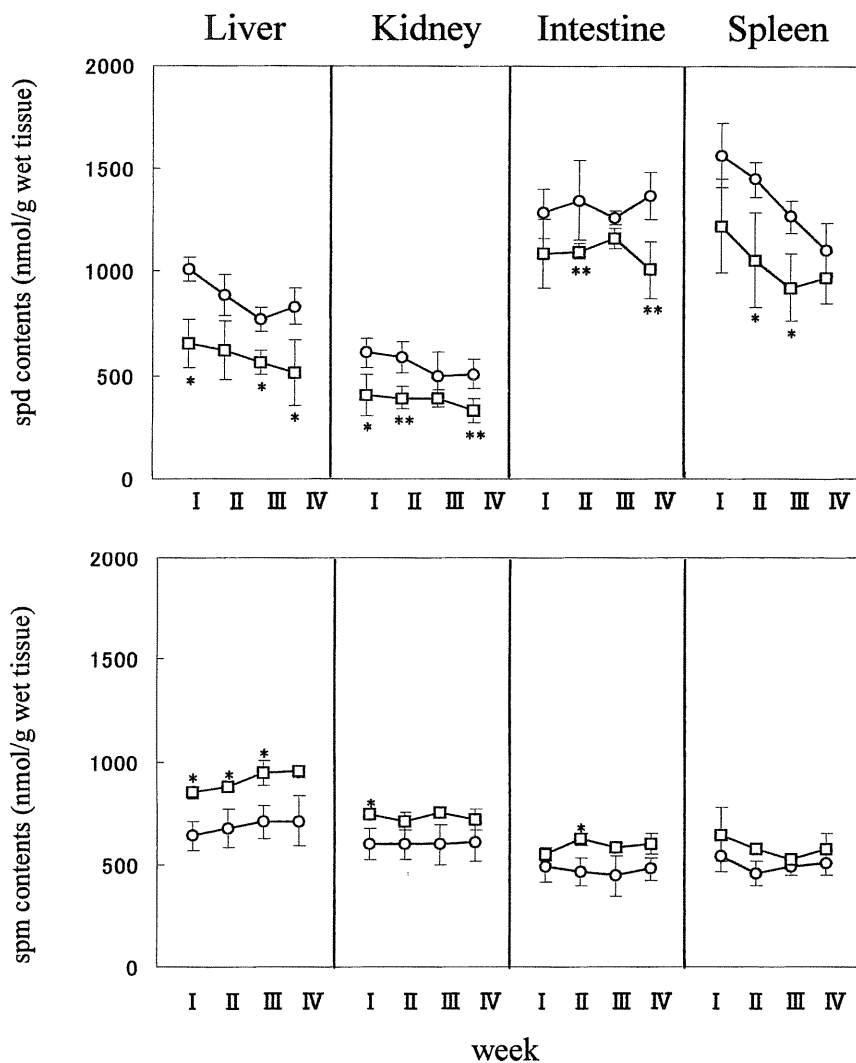 Liver Kidney Intestine Spleen
spd contents (nmol/g wet tissue)
2000
1500
1000
500
0
* * *
* ** **
** **
* *
I II III IV I II III IV I II III IV I II III IV
spm contents (nmol/g wet tissue)
2000
1500
1000
500
0
* * *
*
*
I II III IV I II III IV I II III IV I II III IV
week